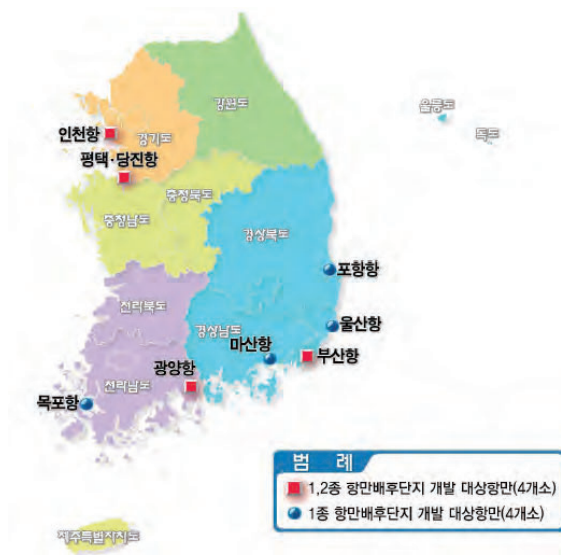 강원도
울릉도
독도
인천항
경기도
평택·당진항
충청북도
충청남도
경상북도
포항항
전라북도
울산항
경상남도
마산항
부산항
광양항
전라남도
목포항
범 례
1,2종 항만배후단지 개발 대상항만(4개소)
1종 항만배후단지 개발 대상항만(4개소)
제주특별자치도